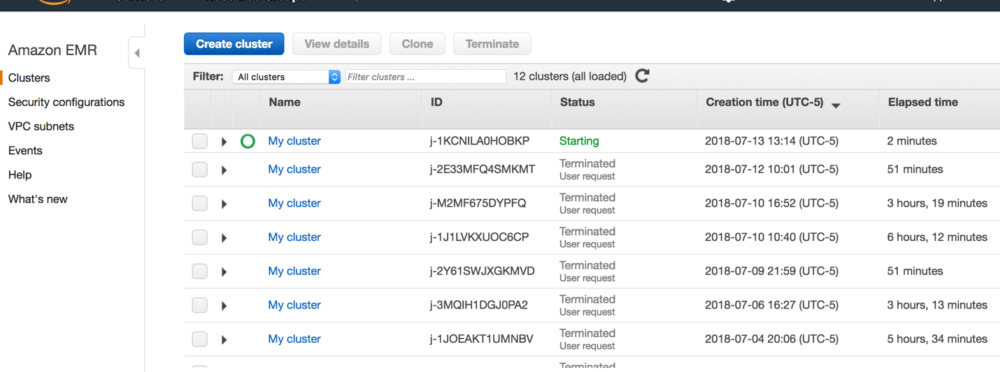 Amazon EMR
Clusters
Security configurations
VPC subnets
Events
Help
What's new
Create cluster View details Clone Terminate
Filter: All clusters Filter clusters ... 12 clusters (all loaded)
Name ID Status Creation time (UTC-5) Elapsed time
My cluster j-1KCNILA0HOBKP Starting 2018-07-13 13:14 (UTC-5) 2 minutes
My cluster j-2E33MFQ4SMKMT Terminated 2018-07-12 10:01 (UTC-5) 51 minutes
User request
My cluster j-M2MF675DYPFQ Terminated 2018-07-10 16:52 (UTC-5) 3 hours, 19 minutes
User request
My cluster j-1J1LVKXUOC6CP Terminated 2018-07-10 10:40 (UTC-5) 6 hours, 12 minutes
User request
My cluster j-2Y61SWJXGKMVD Terminated 2018-07-09 21:59 (UTC-5) 51 minutes
User request
My cluster j-3MQIH1DGJ0PA2 Terminated 2018-07-06 16:27 (UTC-5) 3 hours, 13 minutes
User request
My cluster j-1JOEAKT1UMNBV Terminated 2018-07-04 20:06 (UTC-5) 5 hours, 34 minutes
User request
Terminated